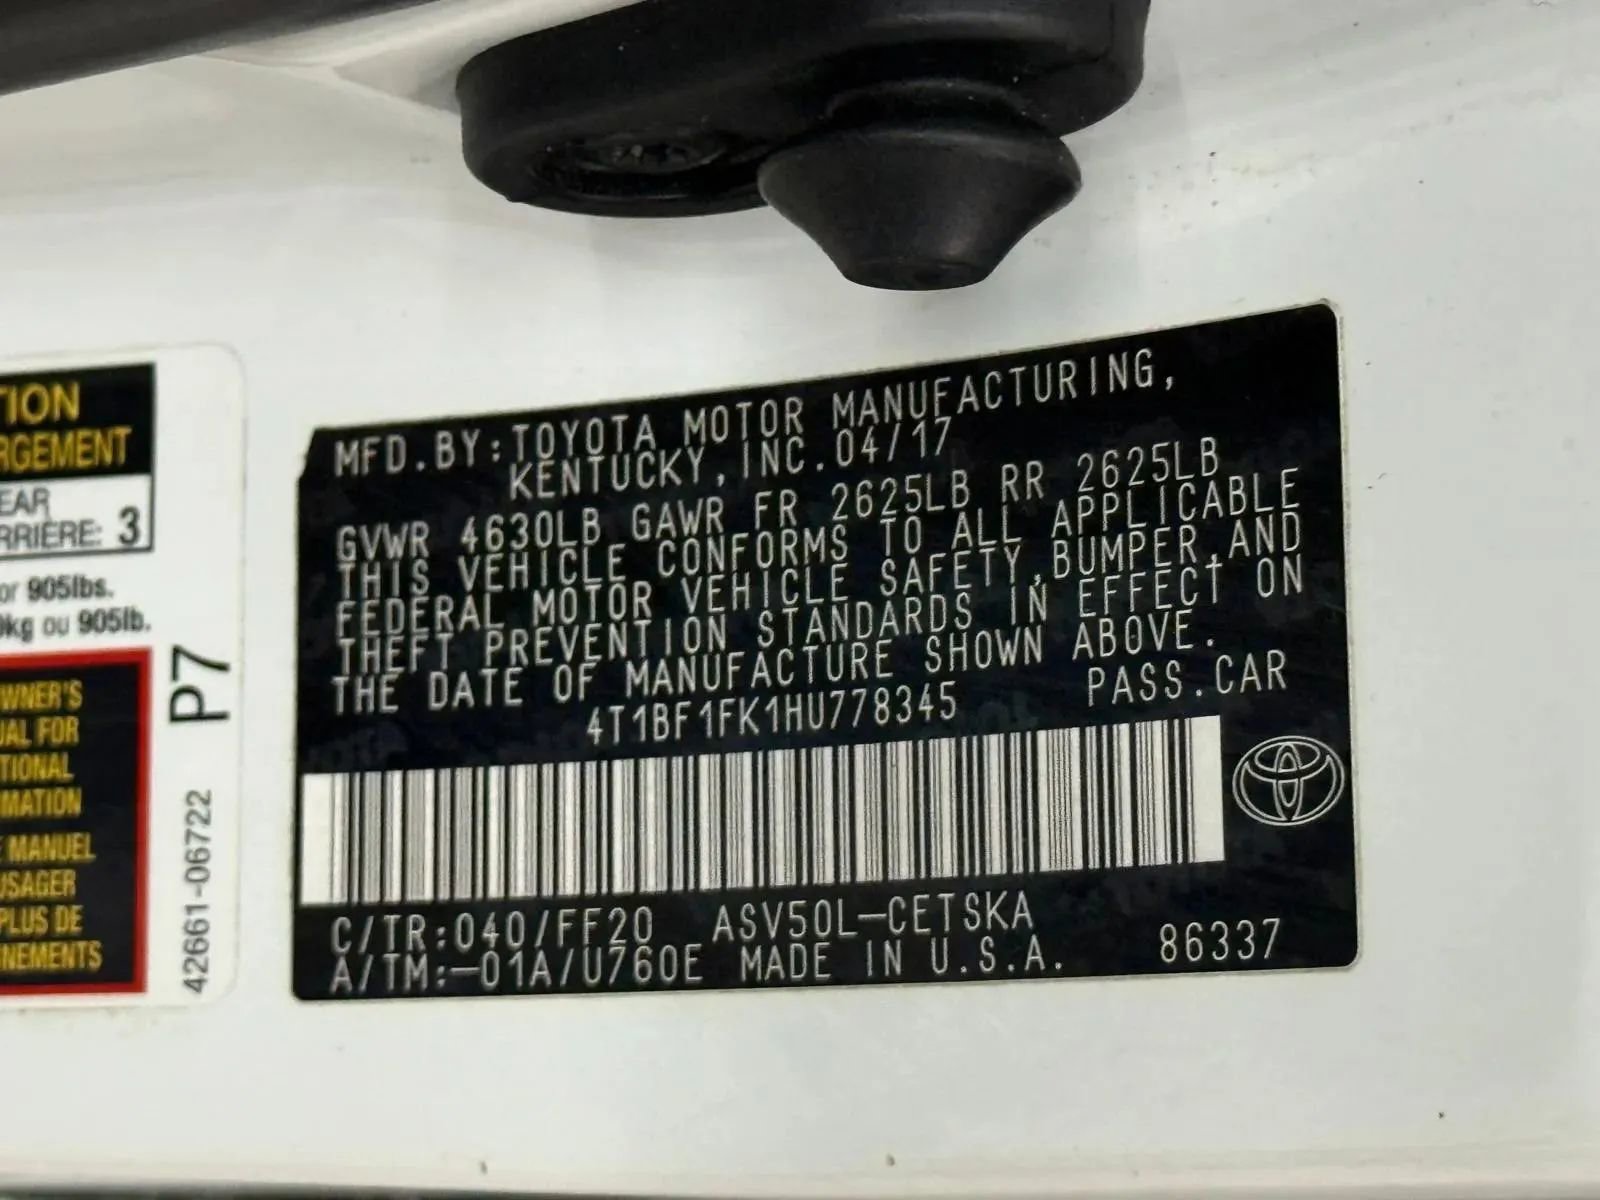 TION
RGEMENT
EAR
RRIÈRE: 3
or 905lbs.
kg ou 905lb.
OWNER'S
UAL FOR
TIONAL
MATION
MANUEL
USAGER
PLUS DE
NEMENTS
P7
42661-06722
MFD.BY:TOYOTA MOTOR MANUFACTURING,
KENTUCKY,INC.04/17
GVWR 4630LB GAWR FR 2625LB RR 2625LB
THIS VEHICLE CONFORMS TO ALL APPLICABLE
FEDERAL MOTOR VEHICLE SAFETY,BUMPER,AND
THEFT PREVENTION STANDARDS IN EFFECT ON
THE DATE OF MANUFACTURE SHOWN ABOVE.
4T1BF1FK1HU778345 PASS.CAR
C/TR:040/FF20 ASV50L-CETSKA
A/TM:-01A/U760E MADE IN U.S.A. 86337